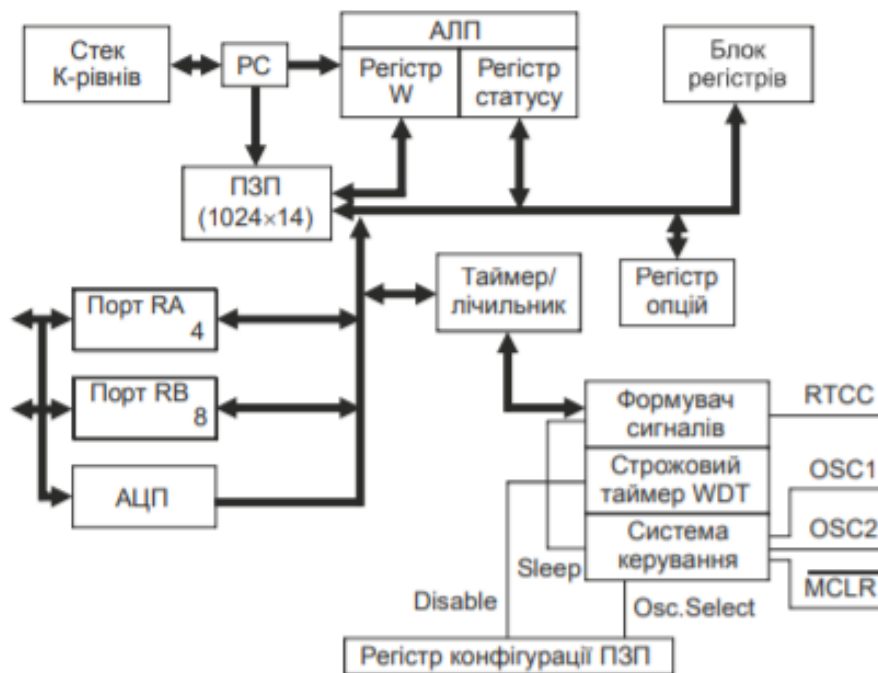 Стек
К-рівнів
РС
АЛП
Регістр
W
Регістр
статусу
Блок
регістрів
ПЗП
(1024×14)
Таймер/
лічильник
Регістр
опцій
Порт RA
4
Порт RB
8
АЦП
Формувач
сигналів
RTCC
Строжовий
таймер WDT
OSC1
Система
керування
OSC2
MCLR
Sleep
Disable
Osc.Select
Регістр конфігурації ПЗП